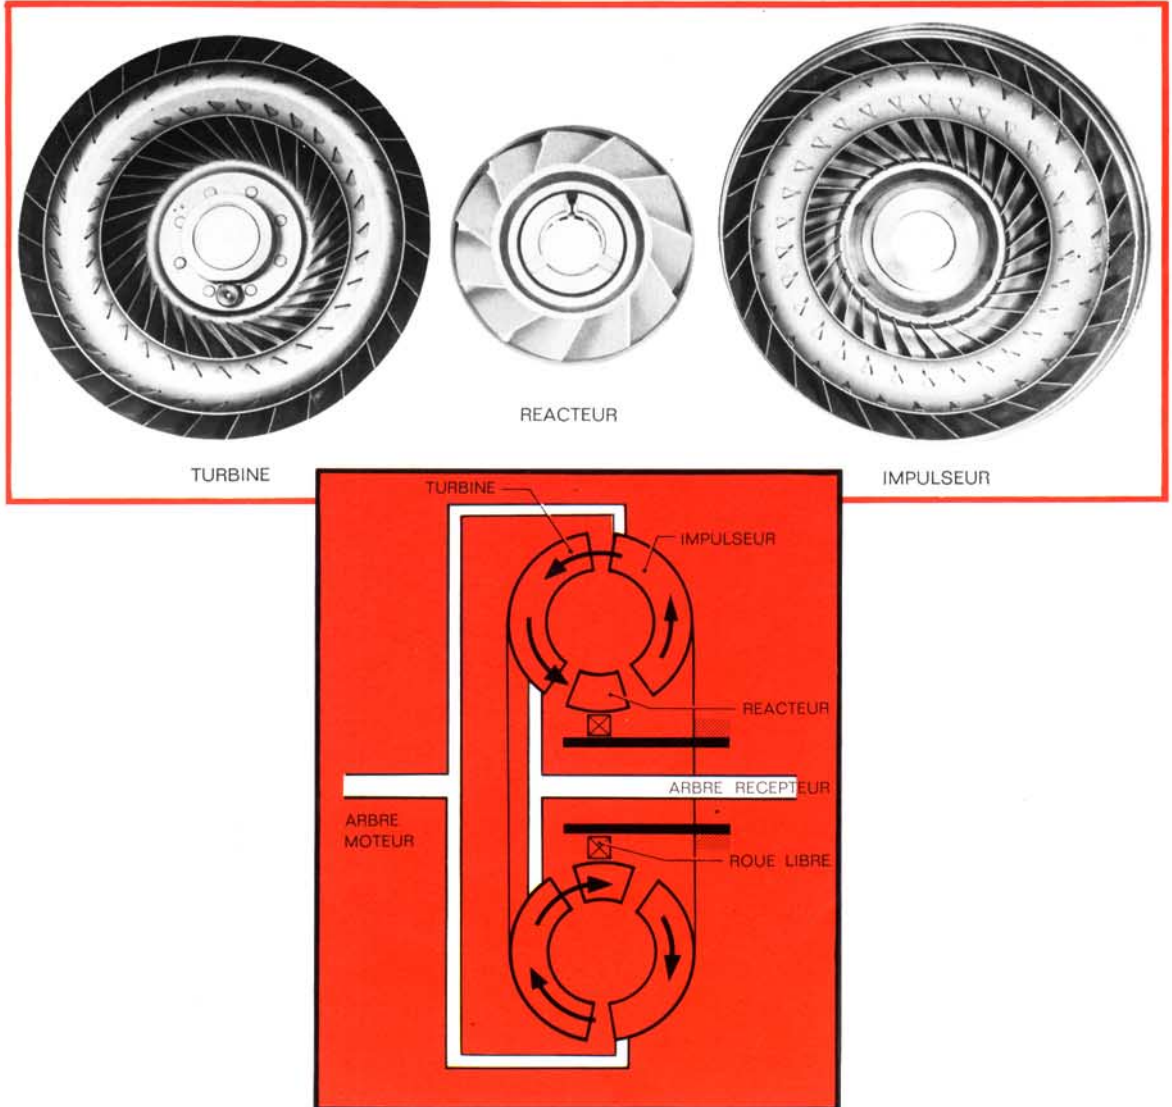 REACTEUR
TURBINE
IMPULSEUR
TURBINE
IMPULSEUR
REACTEUR
ARBRE RECEPTEUR
ARBRE
MOTEUR
ROUE LIBRE